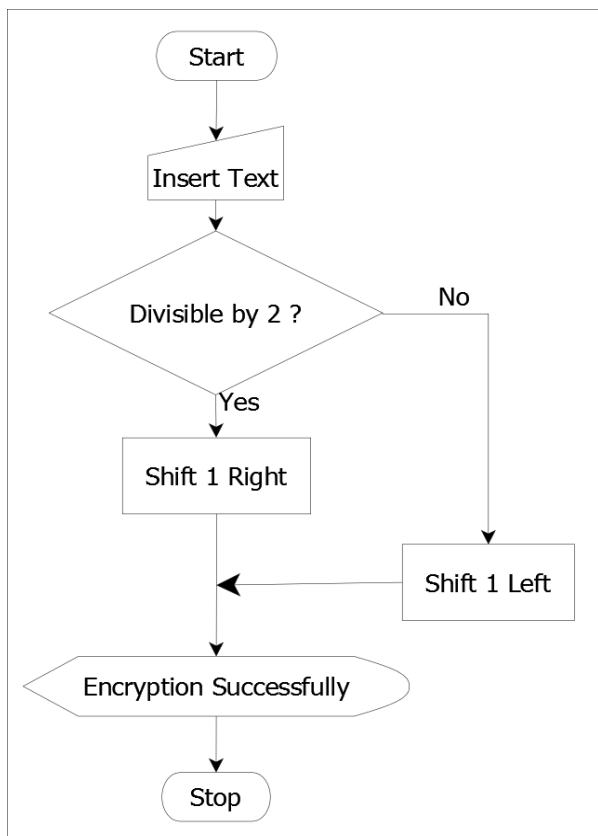 Start
Insert Text
Divisible by 2 ?
No
Yes
Shift 1 Right
Shift 1 Left
Encryption Successfully
Stop